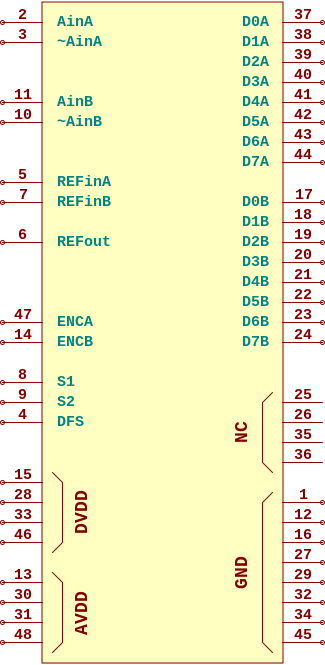 2 AinA D0A 37
3 ~AinA D1A 38
D2A 39
D3A 40
11 AinB D4A 41
10 ~AinB D5A 42
D6A 43
D7A 44
5 REFinA
7 REFinB D0B 17
D1B 18
6 REFout D2B 19
D3B 20
D4B 21
D5B 22
47 ENCA D6B 23
14 ENCB D7B 24
8 S1
9 S2 25
4 DFS 26
NC
35
36
15
28 1
33 12
46 16
DVDD
27
13 29
30 32
31 34
48 45
AVDD
GND